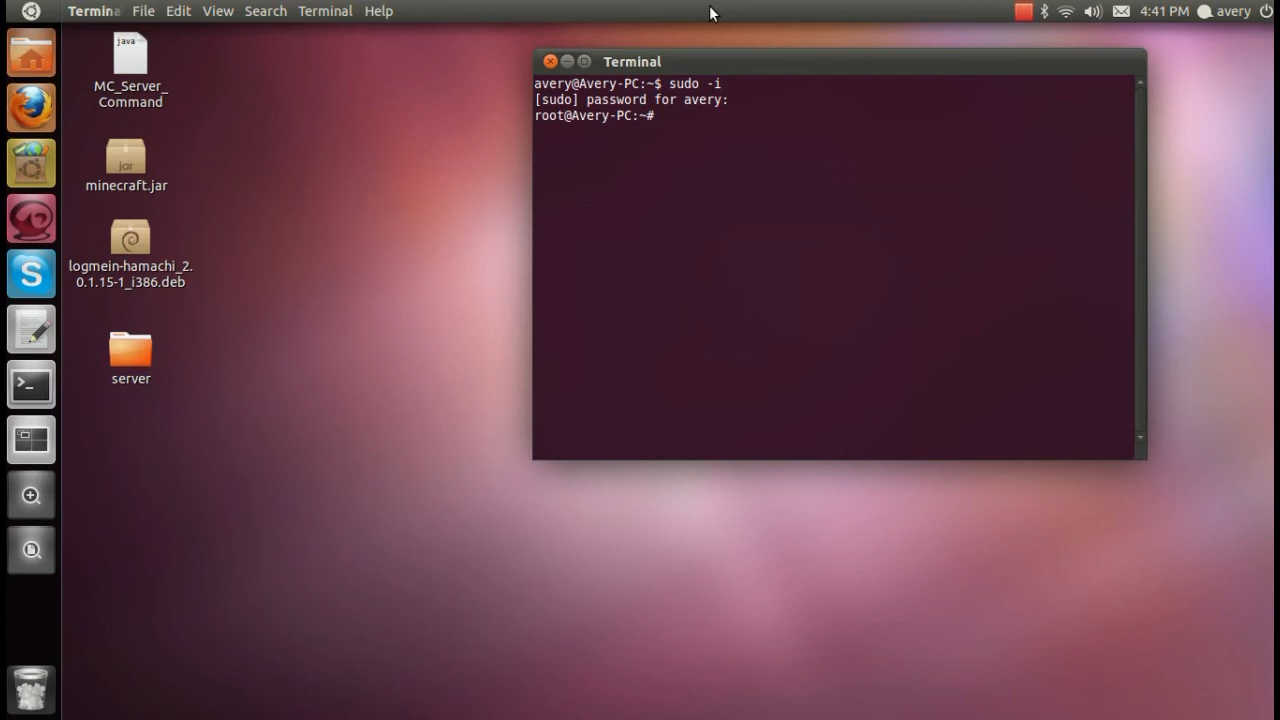 Termina File Edit View Search Terminal Help 4:41 PM avery
java
MC_Server_
Command
jar
minecraft.jar
logmein-hamachi_2.
0.1.15-1_i386.deb
server
S
>_
Terminal
avery@Avery-PC:~$ sudo -i
[sudo] password for avery:
root@Avery-PC:~#